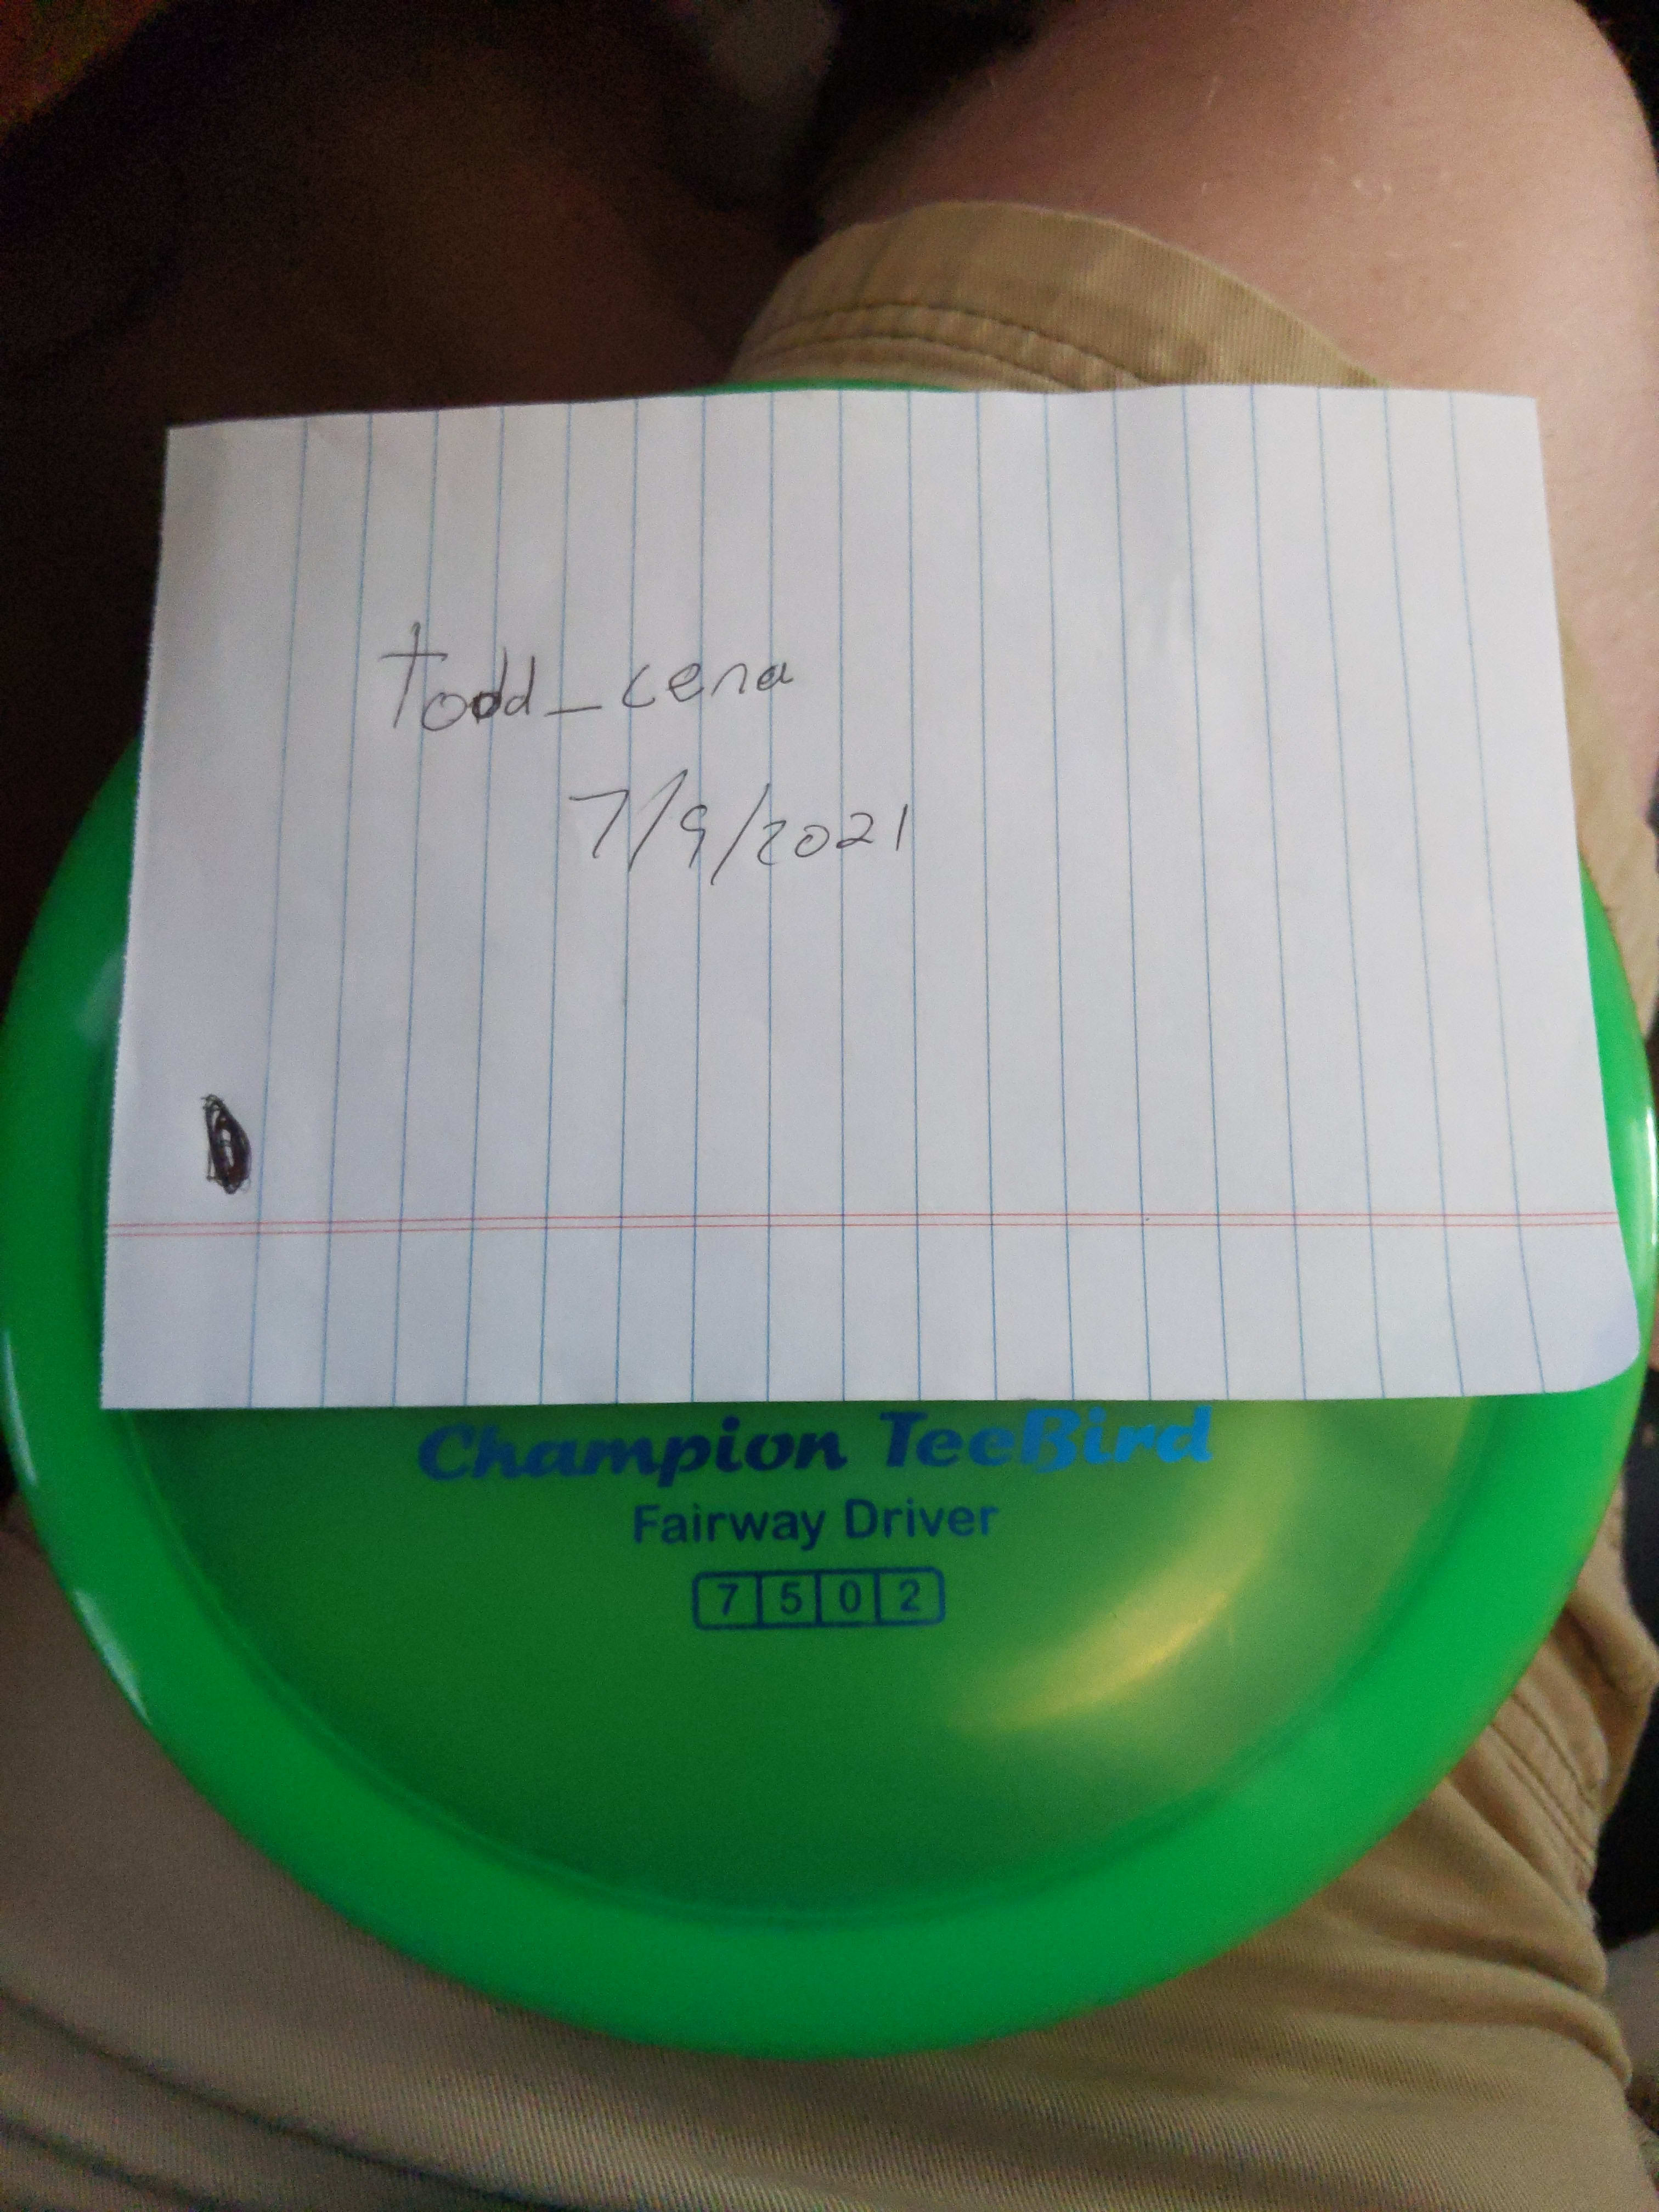 todd_cena
7/9/2021
Champion TeeBird
Fairway Driver
7 5 0 2